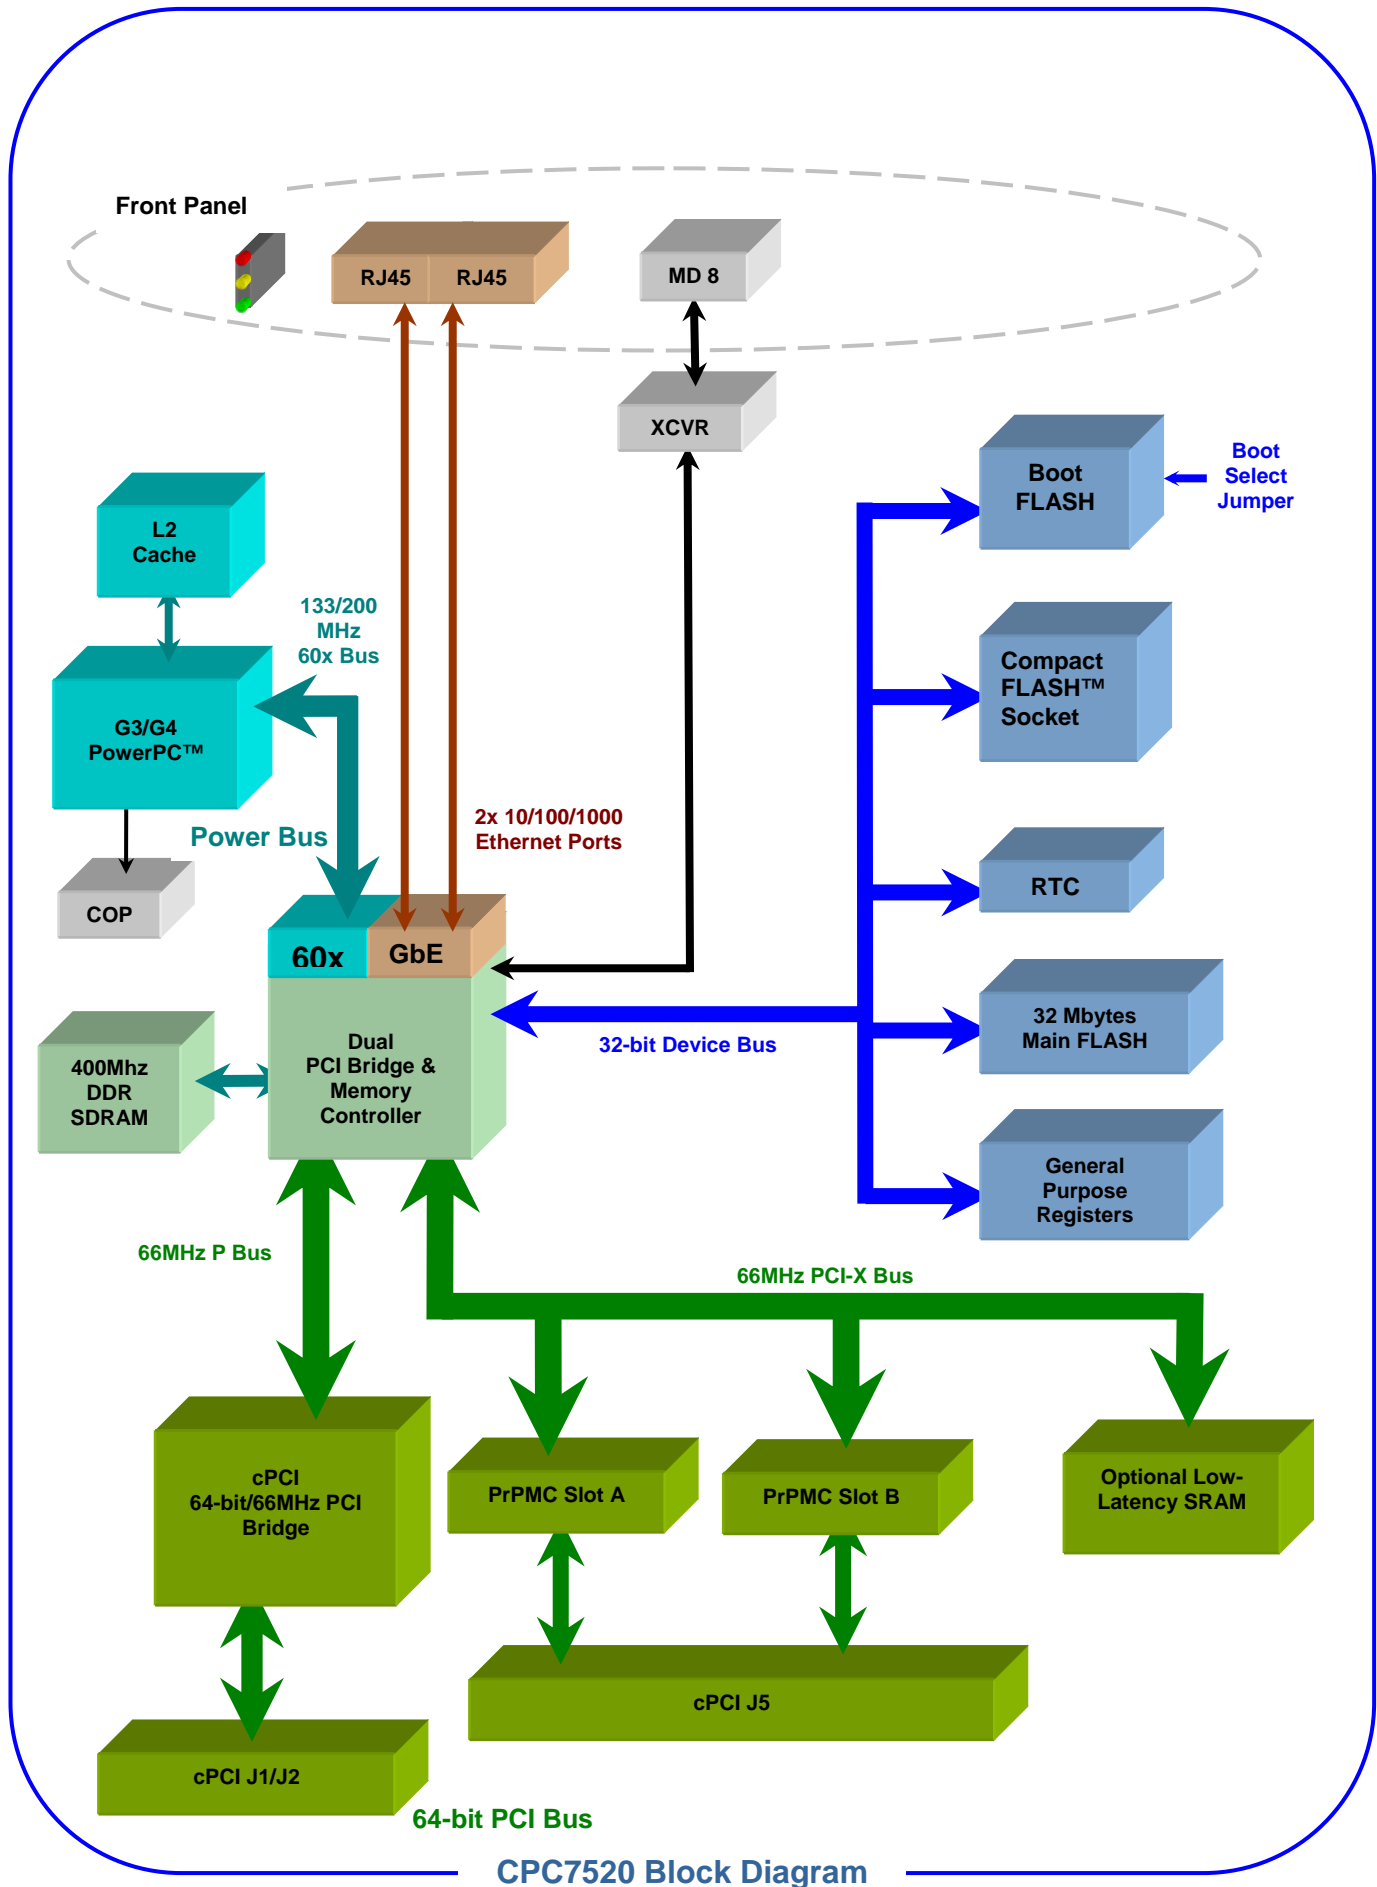 Front Panel
RJ45
RJ45
MD 8
XCVR
Boot
FLASH
Boot
Select
Jumper
L2
Cache
133/200
MHz
60x Bus
Compact
FLASH™
Socket
G3/G4
PowerPC™
2x 10/100/1000
Ethernet Ports
Power Bus
RTC
COP
60x
GbE
32 Mbytes
Main FLASH
32-bit Device Bus
Dual
PCI Bridge &
Memory
Controller
400Mhz
DDR
SDRAM
General
Purpose
Registers
66MHz P Bus
66MHz PCI-X Bus
cPCI
64-bit/66MHz PCI
Bridge
PrPMC Slot A
PrPMC Slot B
Optional Low-
Latency SRAM
cPCI J5
cPCI J1/J2
64-bit PCI Bus
CPC7520 Block Diagram